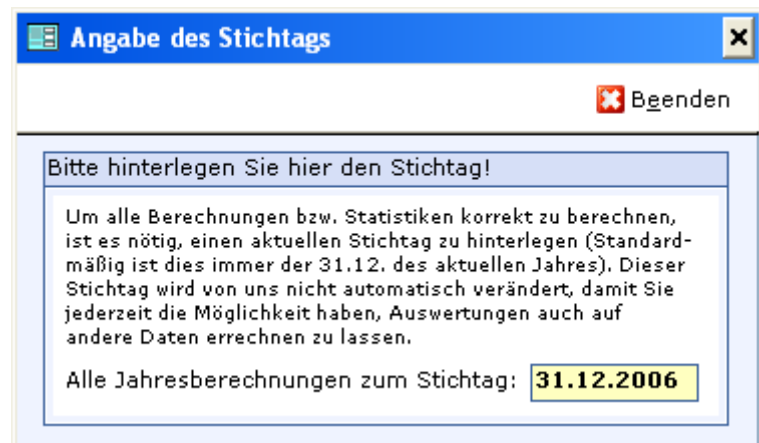 Angabe des Stichtags
Beenden
Bitte hinterlegen Sie hier den Stichtag!
Um alle Berechnungen bzw. Statistiken korrekt zu berechnen,
ist es nötig, einen aktuellen Stichtag zu hinterlegen (Standard-
mäßig ist dies immer der 31.12. des aktuellen Jahres). Dieser
Stichtag wird von uns nicht automatisch verändert, damit Sie
jederzeit die Möglichkeit haben, Auswertungen auch auf
andere Daten errechnen zu lassen.
Alle Jahresberechnungen zum Stichtag: 31.12.2006